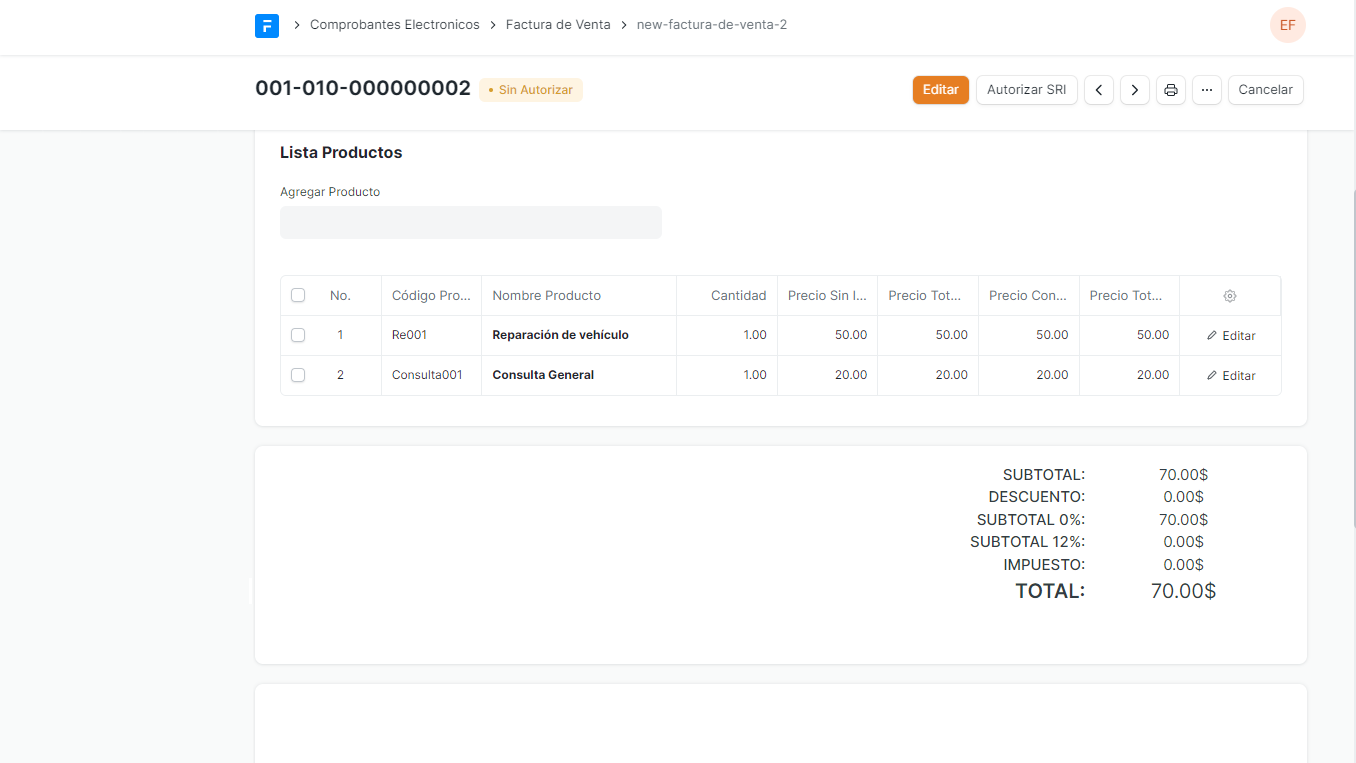 Comprobantes Electronicos > Factura de Venta > new-factura-de-venta-2
EF
001-010-000000002
Sin Autorizar
Editar
Autorizar SRI
Cancelar
Lista Productos
Agregar Producto
No. Código Pro... Nombre Producto Cantidad Precio Sin I... Precio Tot... Precio Con... Precio Tot...
1 Re001 Reparación de vehículo 1.00 50.00 50.00 50.00 50.00 Editar
2 Consulta001 Consulta General 1.00 20.00 20.00 20.00 20.00 Editar
SUBTOTAL: 70.00$
DESCUENTO: 0.00$
SUBTOTAL 0%: 70.00$
SUBTOTAL 12%: 0.00$
IMPUESTO: 0.00$
TOTAL: 70.00$